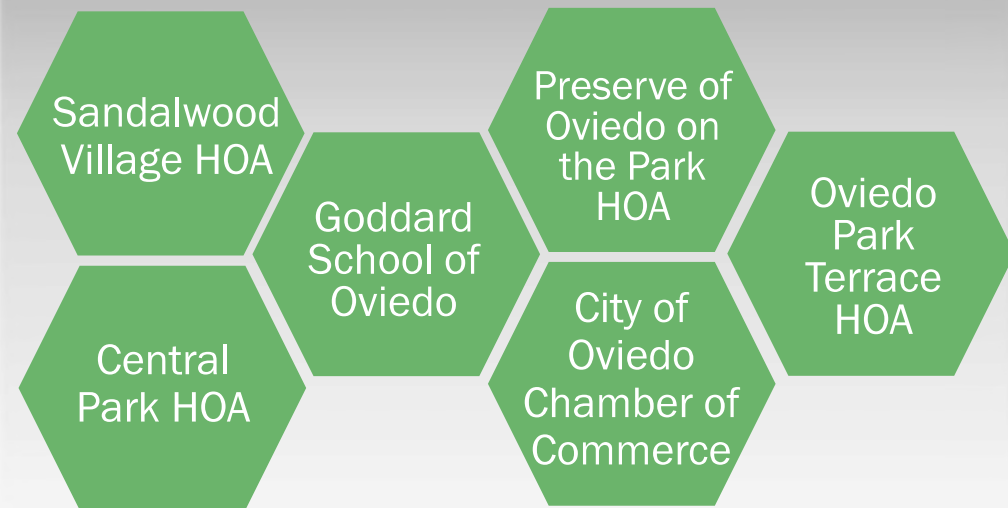 Sandalwood
Village HOA
Central
Park HOA
Goddard
School of
Oviedo
Preserve of
Oviedo on
the Park
HOA
City of
Oviedo
Chamber of
Commerce
Oviedo
Park
Terrace
HOA